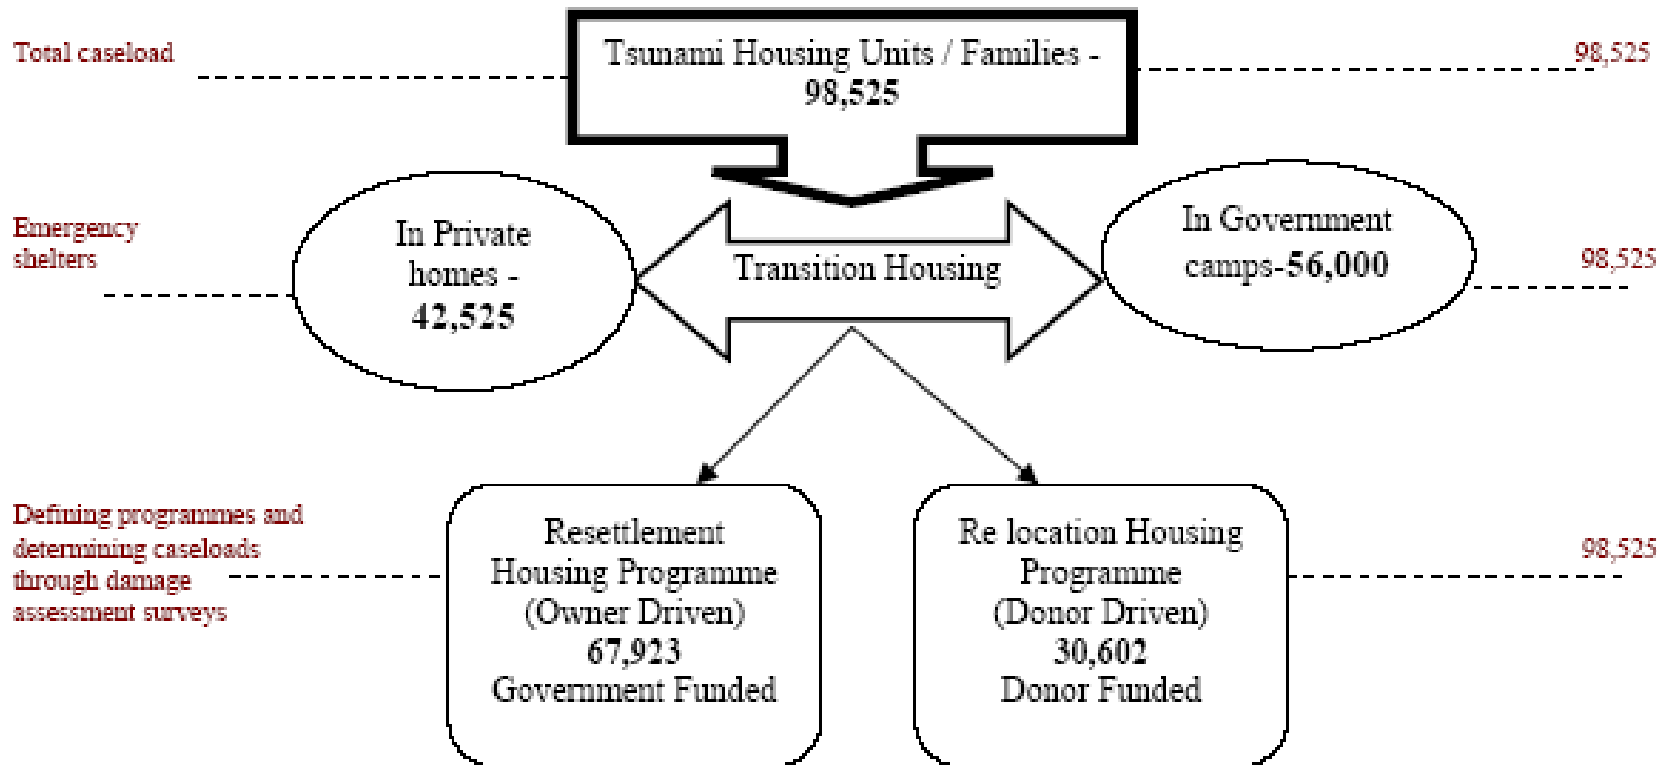 Total caseload
Tsunami Housing Units / Families -
98,525
98,525
Emergency
shelters
In Private
homes -
42,525
Transition Housing
In Government
camps-56,000
98,525
Defining programmes and
determining caseloads
through damage
assessment surveys
Resettlement
Housing Programme
(Owner Driven)
67,923
Government Funded
Re location Housing
Programme
(Donor Driven)
30,602
Donor Funded
98,525